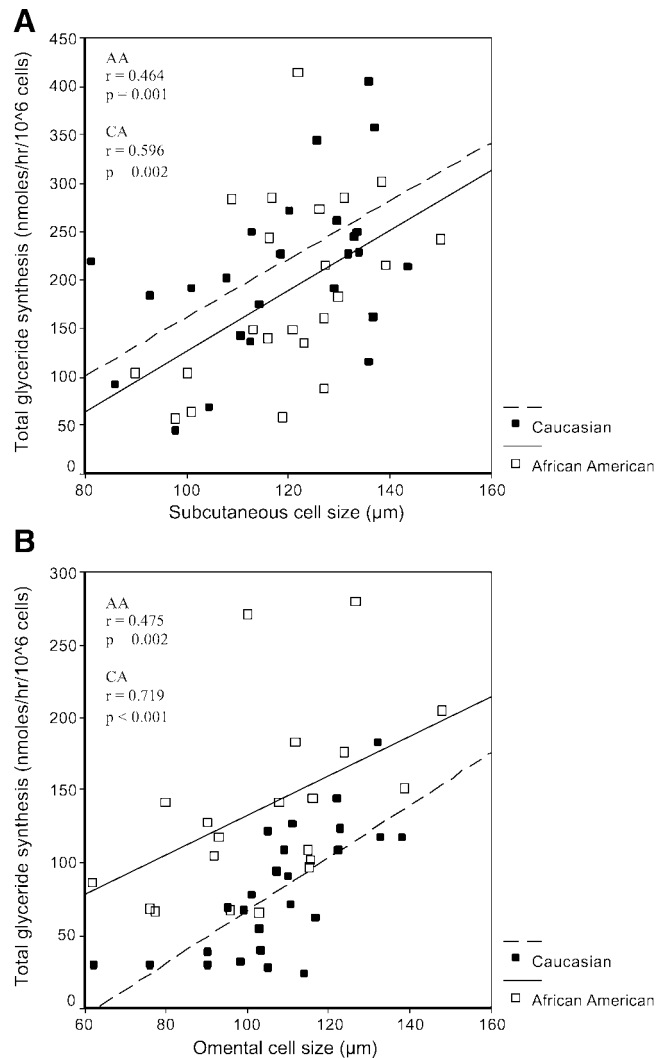 A
Total glyceride synthesis (nmoles/hr/10^6 cells)
450
400
350
300
250
200
150
100
50
0
AA
r = 0.464
p = 0.001
CA
r = 0.596
p 0.002
80 100 120 140 160
Subcutaneous cell size (µm)
Caucasian
African American
B
Total glyceride synthesis (nmoles/hr/10^6 cells)
300
250
200
150
100
50
0
AA
r = 0.475
p 0.002
CA
r = 0.719
p < 0.001
60 80 100 120 140 160
Omental cell size (µm)
Caucasian
African American